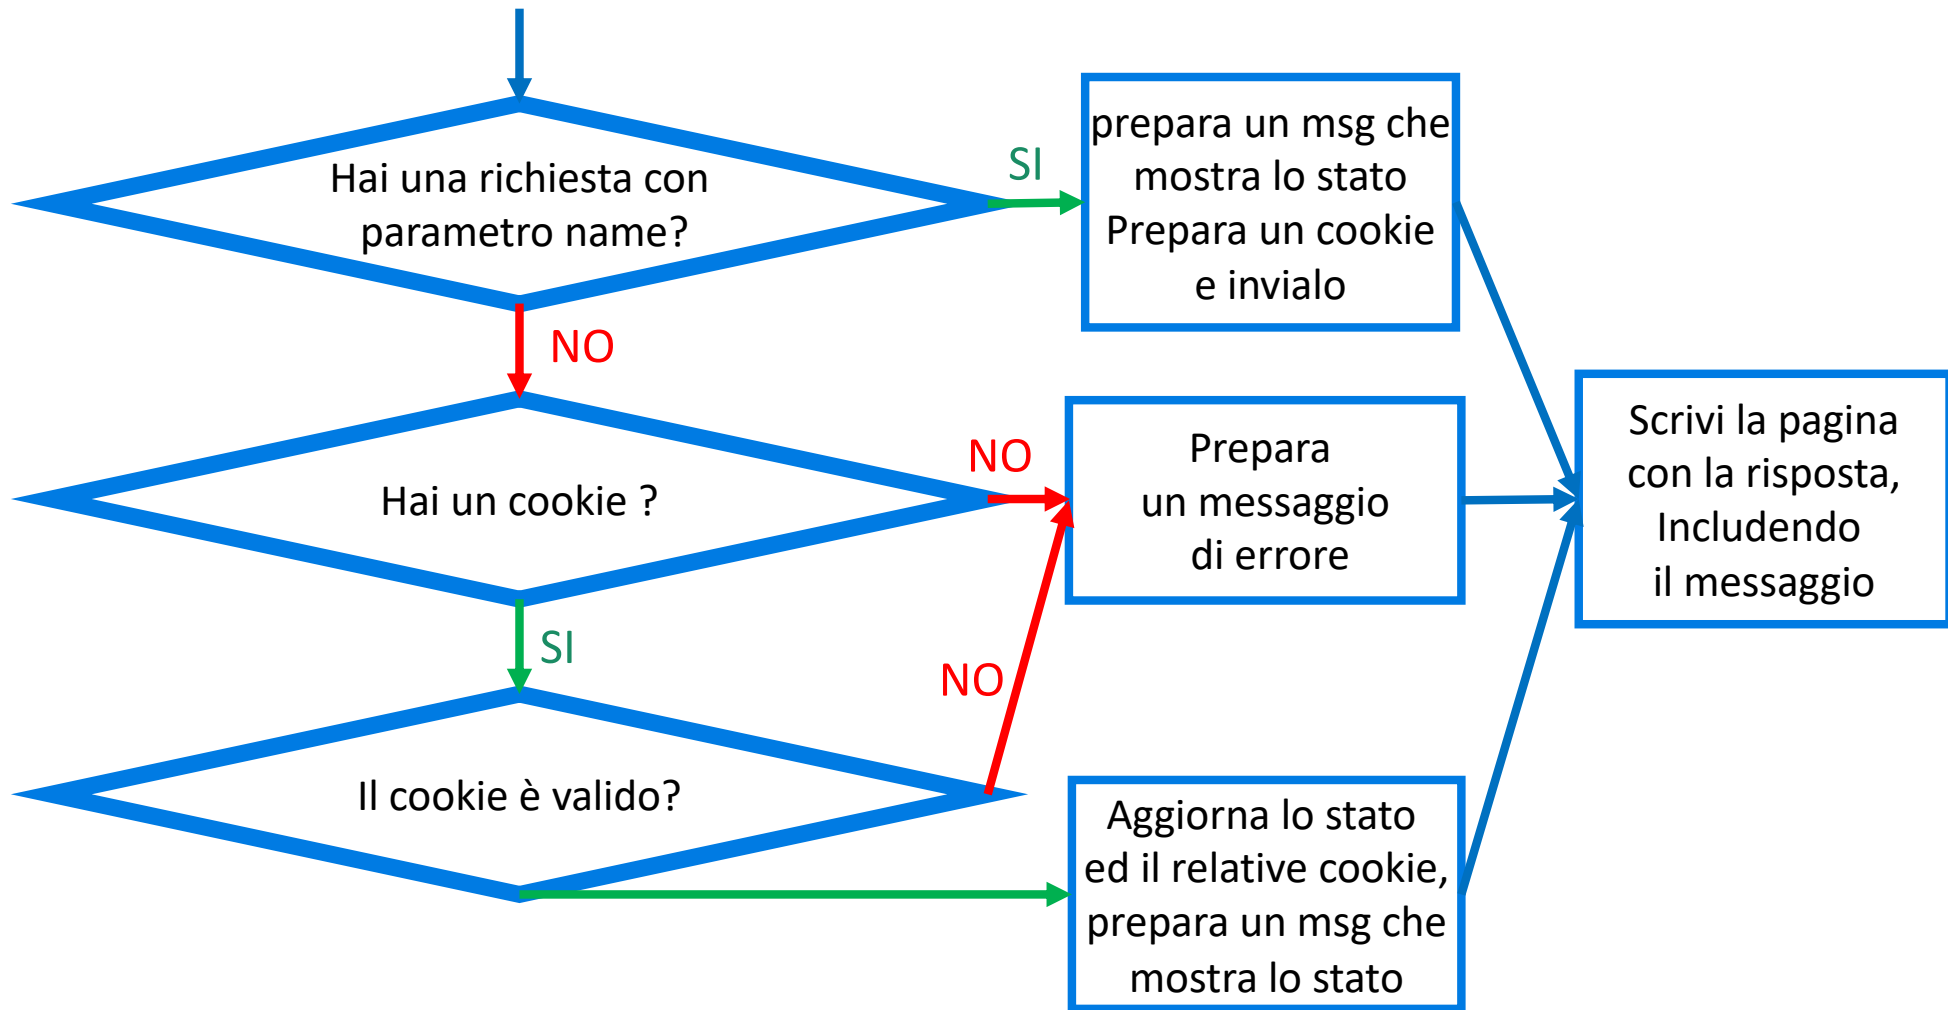 Hai una richiesta con
parametro name?
SI
prepara un msg che
mostra lo stato
Prepara un cookie
e invialo
NO
Hai un cookie ?
NO
Prepara
un messaggio
di errore
Scrivi la pagina
con la risposta,
Includendo
il messaggio
SI
NO
Il cookie è valido?
Aggiorna lo stato
ed il relative cookie,
prepara un msg che
mostra lo stato